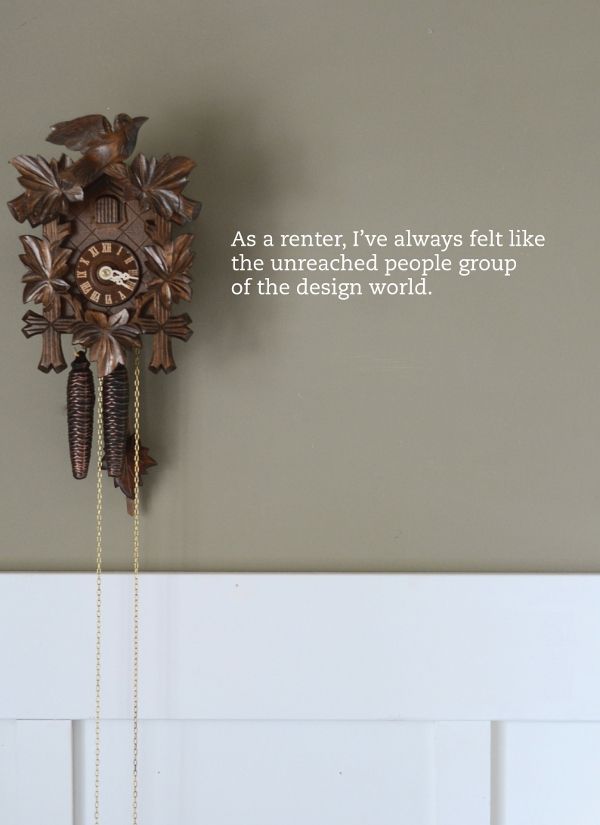 As a renter, I've always felt like
the unreached people group
of the design world.